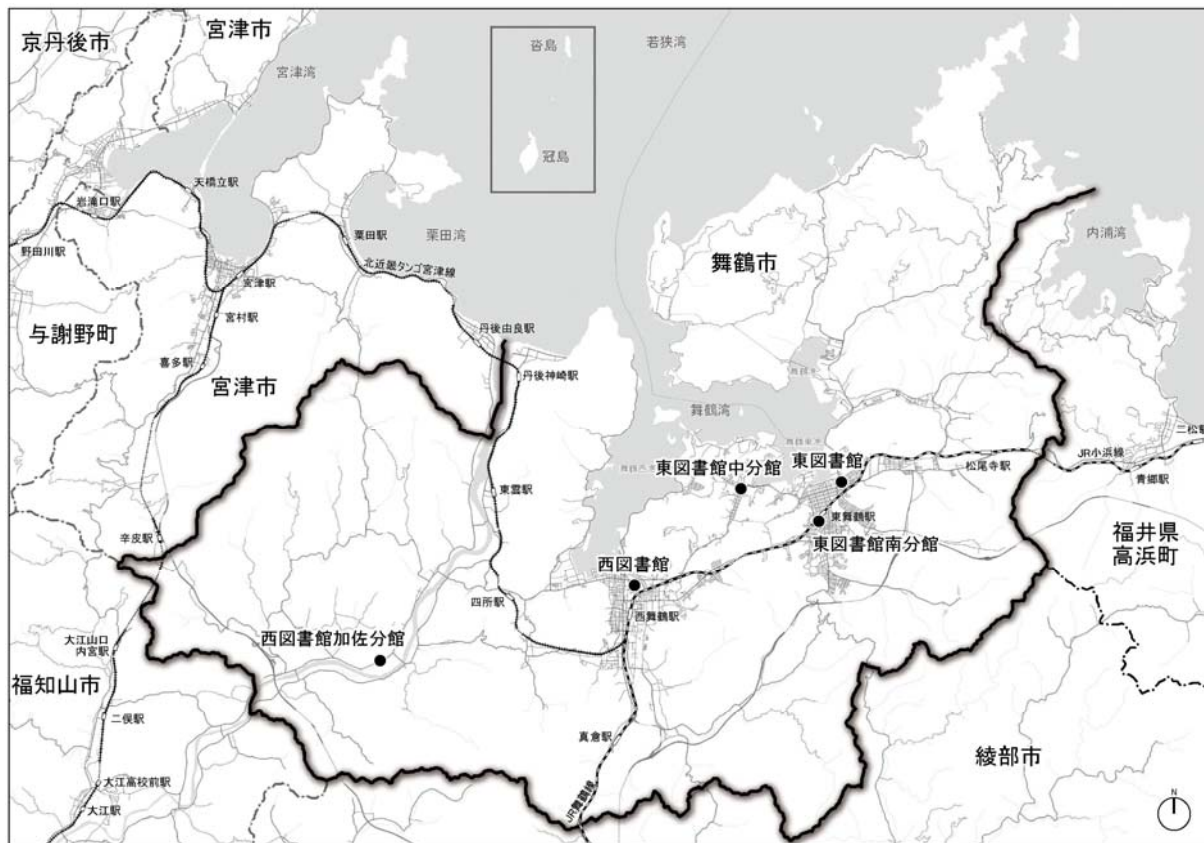 京丹後市
宮津市
宮津湾
沓島
若狭湾
冠島
天橋立駅
岩滝口駅
野田川駅
栗田駅
栗田湾
北近畿タンゴ宮津線
舞鶴市
内浦湾
宮津駅
宮村駅
丹後由良駅
与謝野町
喜多駅
宮津市
丹後神崎駅
舞鶴湾
二松駅
東図書館中分館
東図書館
松尾寺駅
JR小浜線
青郷駅
東雲駅
東舞鶴駅
東図書館南分館
福井県
高浜町
辛皮駅
西図書館
四所駅
西舞鶴駅
大江山口
内宮駅
西図書館加佐分館
福知山市
二俣駅
真倉駅
綾部市
大江高校前駅
大江駅
JR舞鶴線
N